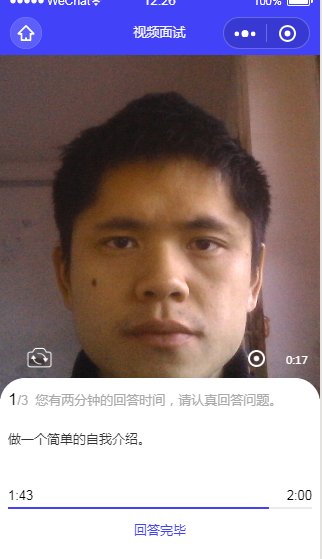 WeChat 12:26 100%
视频面试
0:17
1/3 您有两分钟的回答时间，请认真回答问题。
做一个简单的自我介绍。
1:43 2:00
回答完毕